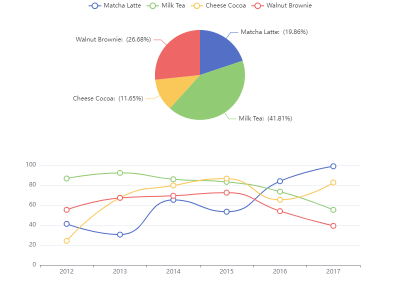 Matcha Latte Milk Tea Cheese Cocoa Walnut Brownie
Matcha Latte: (19.86%)
Walnut Brownie: (26.68%)
Cheese Cocoa: (11.65%)
Milk Tea: (41.81%)
100
80
60
40
20
0
2012 2013 2014 2015 2016 2017